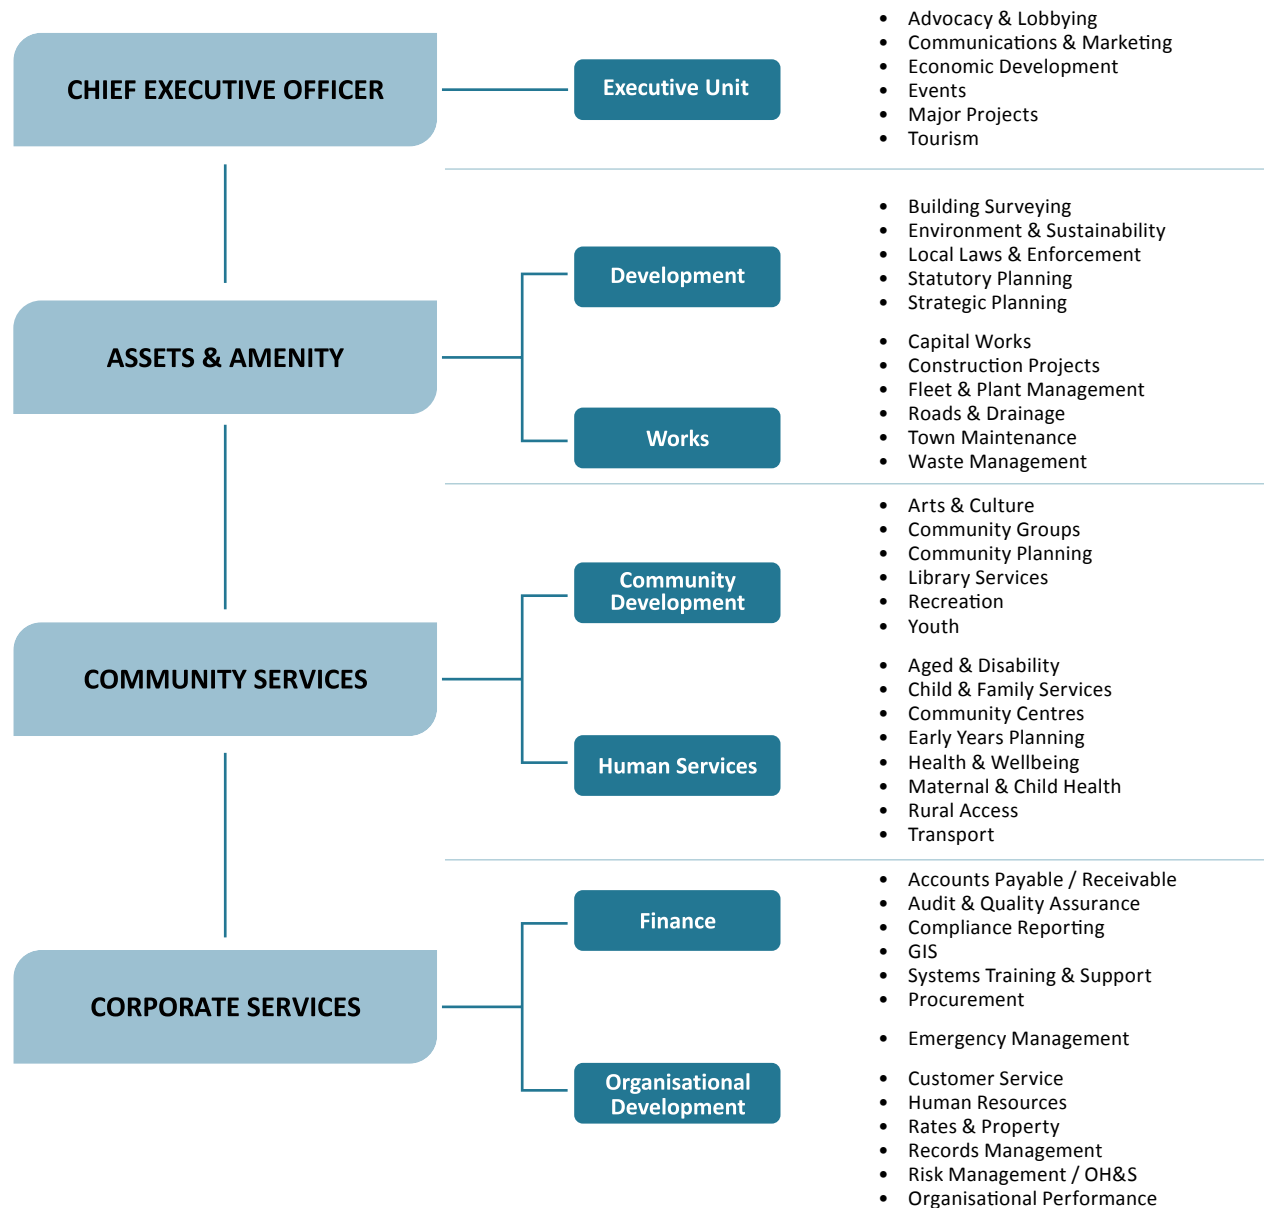 CHIEF EXECUTIVE OFFICER
Executive Unit
• Advocacy & Lobbying
• Communications & Marketing
• Economic Development
• Events
• Major Projects
• Tourism
ASSETS & AMENITY
Development
• Building Surveying
• Environment & Sustainability
• Local Laws & Enforcement
• Statutory Planning
• Strategic Planning
Works
• Capital Works
• Construction Projects
• Fleet & Plant Management
• Roads & Drainage
• Town Maintenance
• Waste Management
COMMUNITY SERVICES
Community
Development
• Arts & Culture
• Community Groups
• Community Planning
• Library Services
• Recreation
• Youth
Human Services
• Aged & Disability
• Child & Family Services
• Community Centres
• Early Years Planning
• Health & Wellbeing
• Maternal & Child Health
• Rural Access
• Transport
CORPORATE SERVICES
Finance
• Accounts Payable / Receivable
• Audit & Quality Assurance
• Compliance Reporting
• GIS
• Systems Training & Support
• Procurement
• Emergency Management
Organisational
Development
• Customer Service
• Human Resources
• Rates & Property
• Records Management
• Risk Management / OH&S
• Organisational Performance